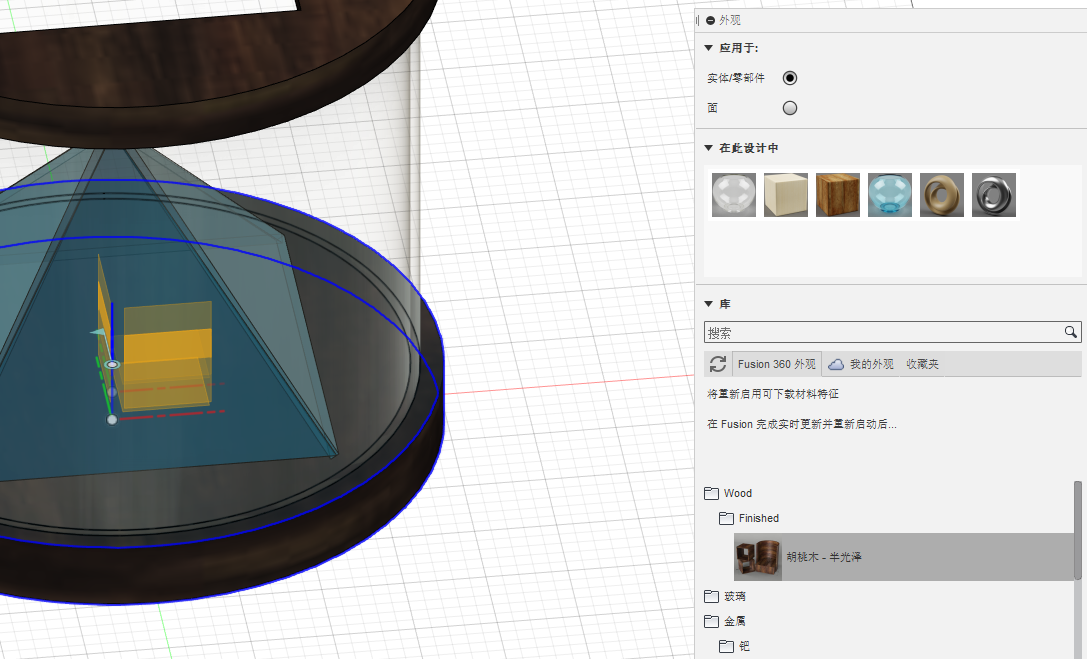 外观
应用于:
实体/零部件
面
在此设计中
库
搜索
Fusion 360 外观 我的外观 收藏夹
将重新启用可下载材料特征
在 Fusion 完成实时更新并重新启动后...
Wood
Finished
胡桃木 - 半光泽
玻璃
金属
钯